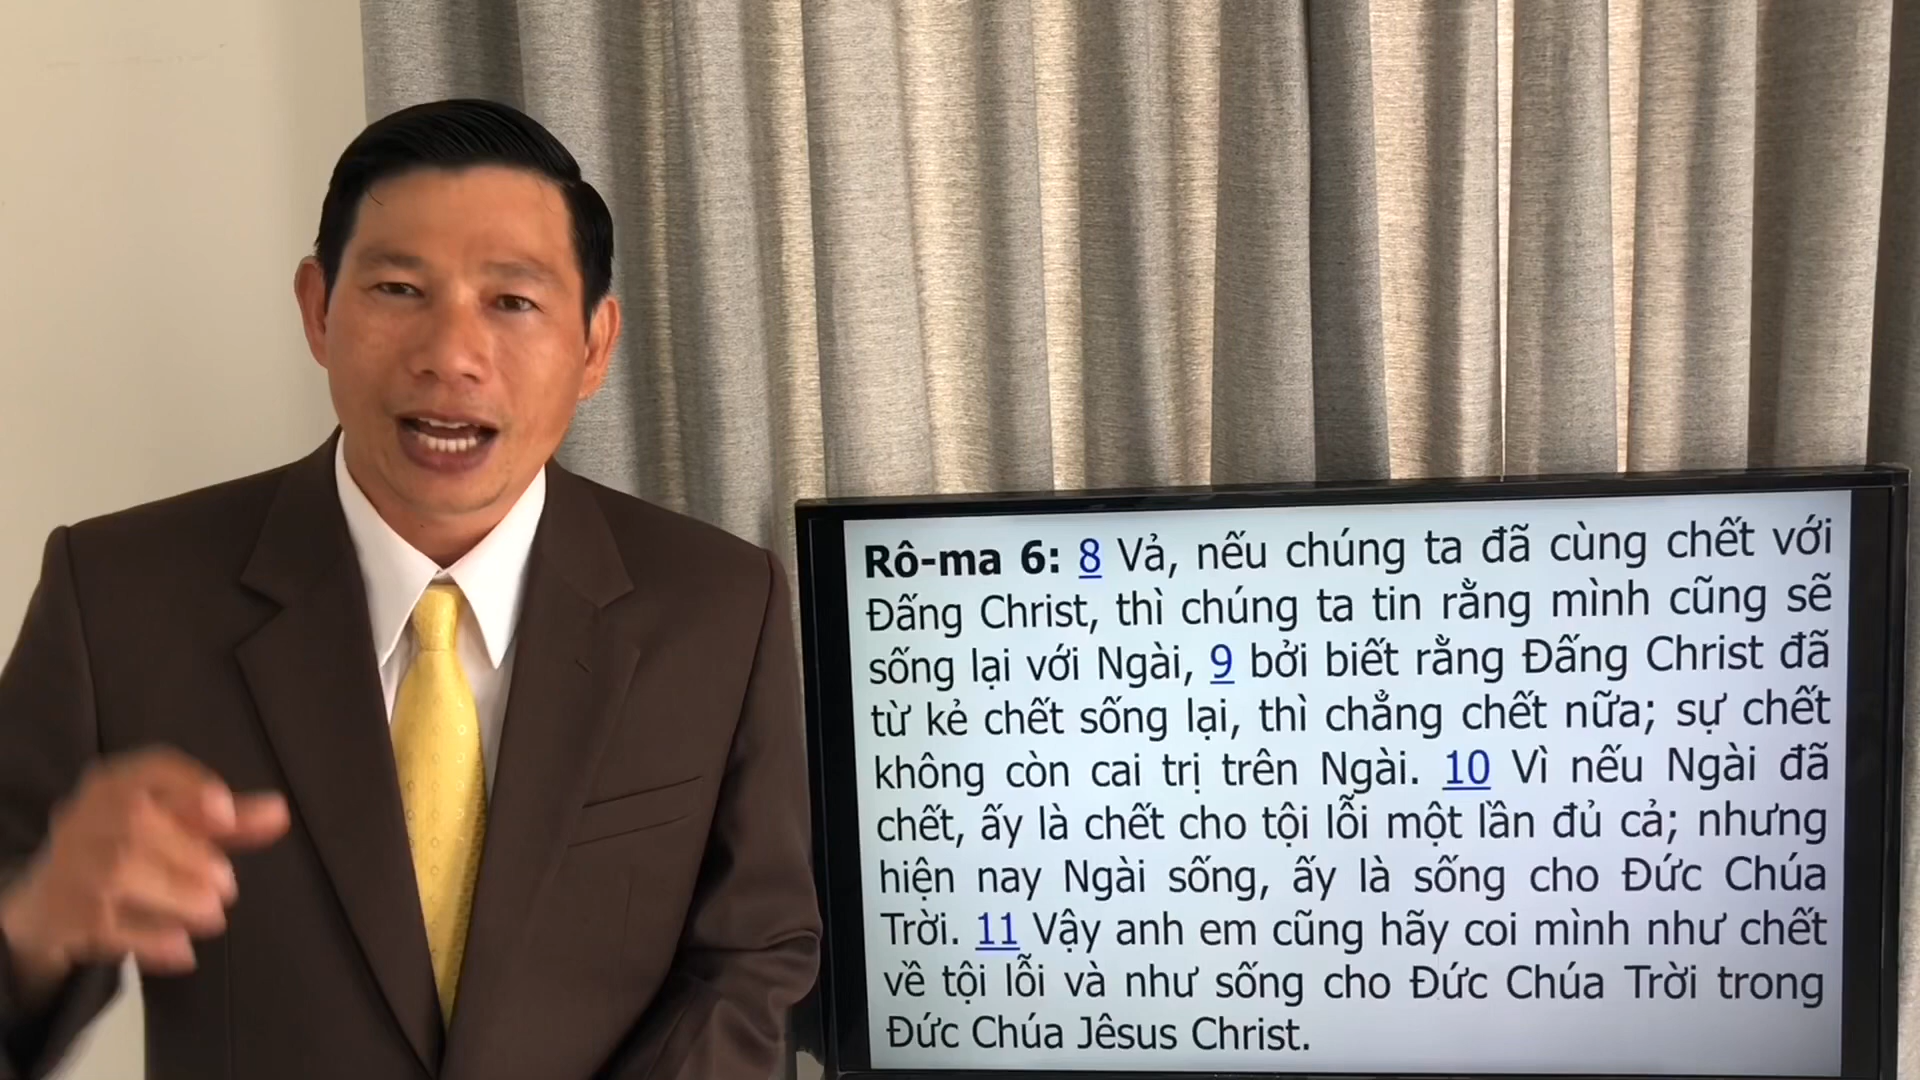 Rô-ma 6: 8 Vả, nếu chúng ta đã cùng chết với
Đấng Christ, thì chúng ta tin rằng mình cũng sẽ
sống lại với Ngài, 9 bởi biết rằng Đấng Christ đã
từ kẻ chết sống lại, thì chẳng chết nữa; sự chết
không còn cai trị trên Ngài. 10 Vì nếu Ngài đã
chết, ấy là chết cho tội lỗi một lần đủ cả; nhưng
hiện nay Ngài sống, ấy là sống cho Đức Chúa
Trời. 11 Vậy anh em cũng hãy coi mình như chết
về tội lỗi và như sống cho Đức Chúa Trời trong
Đức Chúa Jêsus Christ.